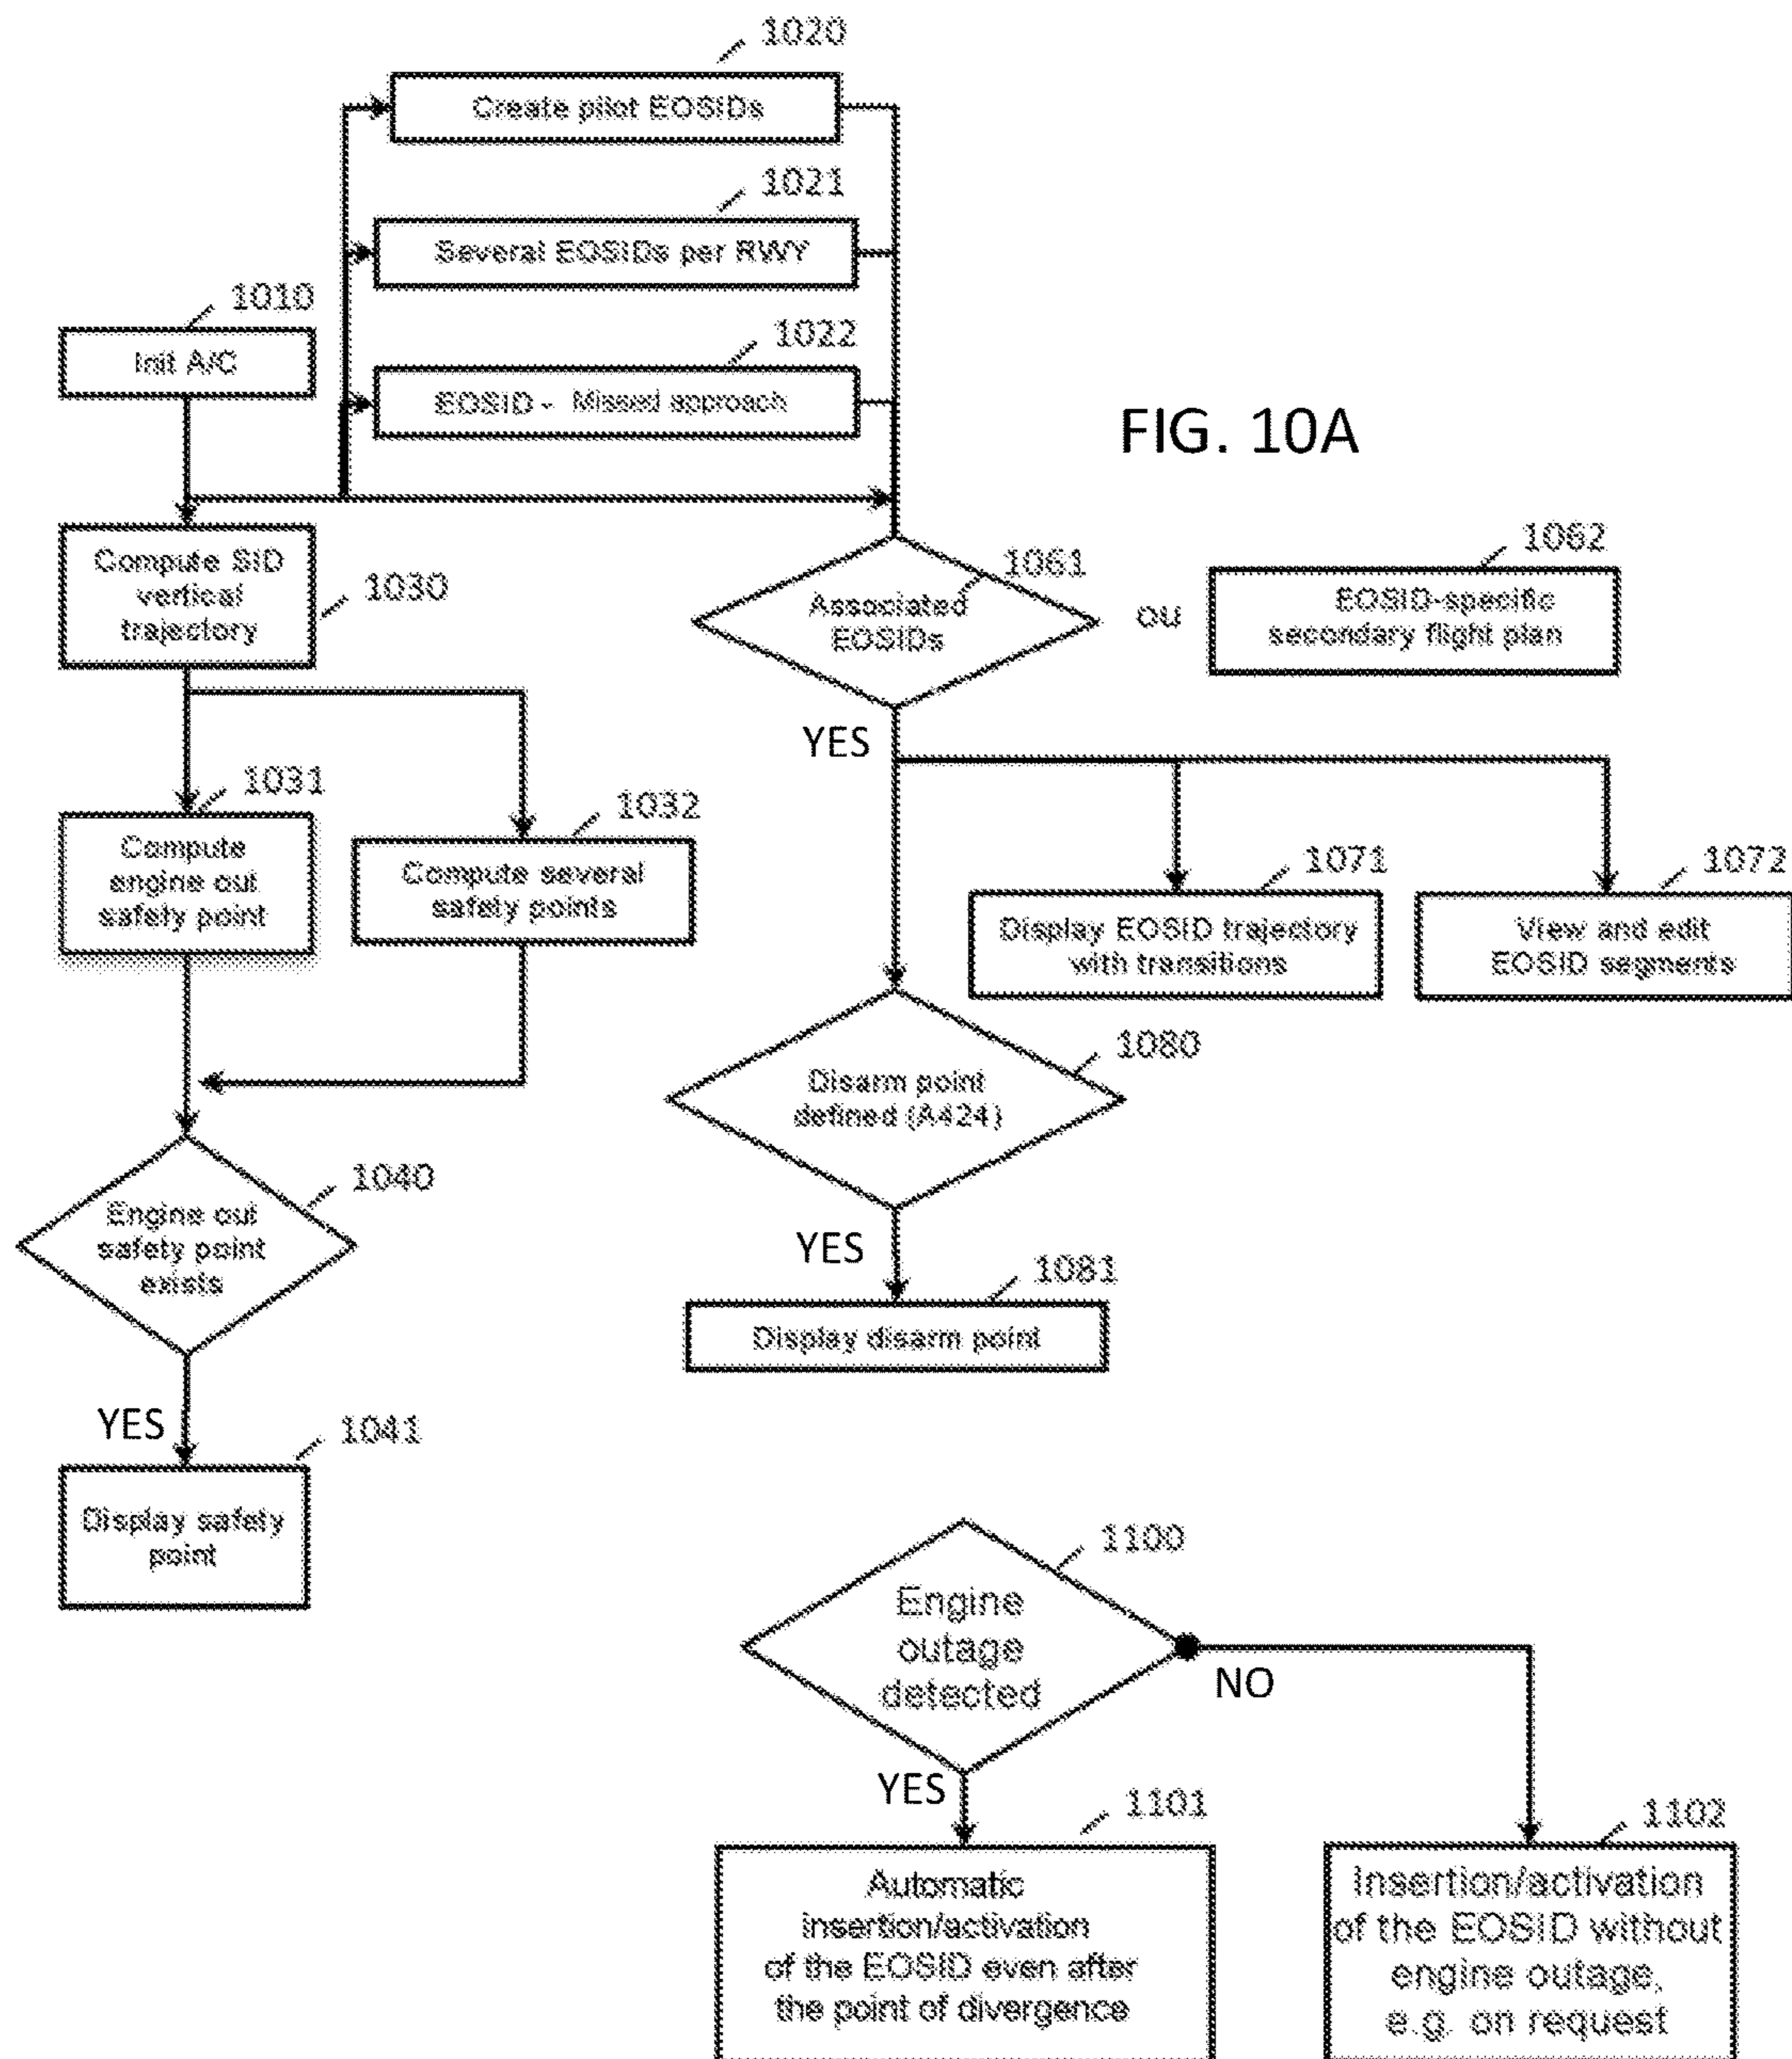 1020
Create pilot EOSIDs
1021
Several EOSIDs per RWY
1010
Init A/C
1022
EOSID - Missed approach
FIG. 10A
Compute SID
vertical
trajectory
1030
1061
Associated
EOSIDs
ou
1062
EOSID-specific
secondary flight plan
YES
1031
Compute
engine out
safety point
1032
Compute several
safety points
1071
Display EOSID trajectory
with transitions
1072
View and edit
EOSID segments
1080
Disarm point
defined (A424)
1040
Engine out
safety point
exists
YES
1081
Display disarm point
YES
1041
Display safety
point
1100
Engine
outage
detected
NO
YES
1101
Automatic
insertion/activation
of the EOSID even after
the point of divergence
1102
Insertion/activation
of the EOSID without
engine outage,
e.g. on request